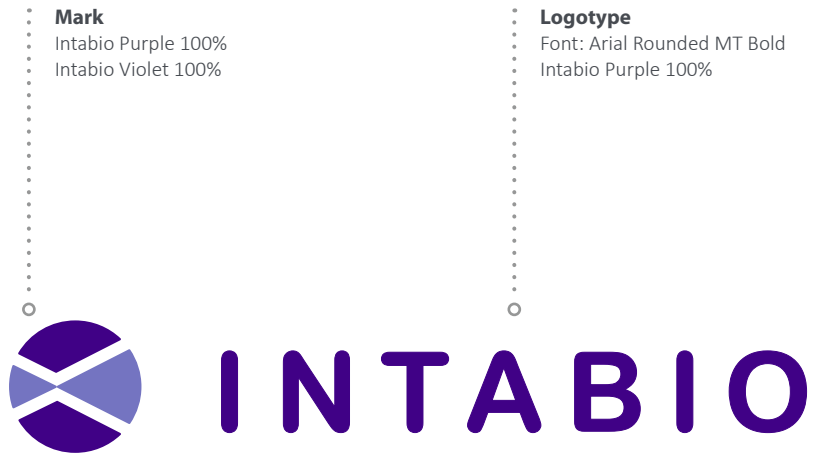 Mark
Intabio Purple 100%
Intabio Violet 100%
Logotype
Font: Arial Rounded MT Bold
Intabio Purple 100%
INTABIO